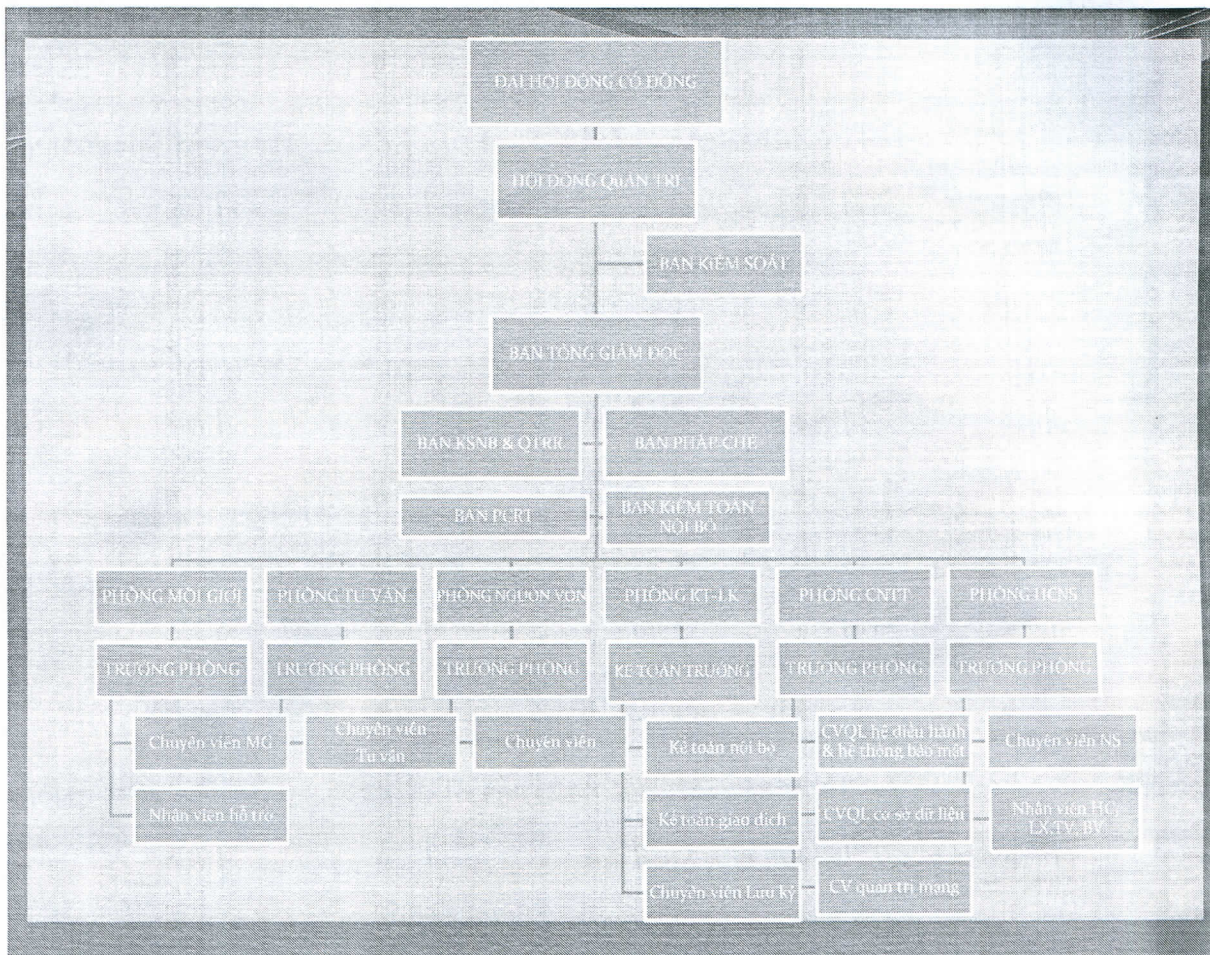 ĐẠI HỘI ĐỒNG CỔ ĐÔNG
HỘI ĐỒNG QUẢN TRỊ
BAN KIỂM SOÁT
BAN TỔNG GIÁM ĐỐC
BAN KSNB & QTRR
BAN PHÁP CHẾ
BAN PCRT
BAN KIỂM TOÁN
NỘI BỘ
PHÒNG MÔI GIỚI
PHÒNG TƯ VẤN
PHÒNG NGUỒN VỐN
PHÒNG KT-LK
PHÒNG CNTT
PHÒNG HCNS
TRƯỞNG PHÒNG
TRƯỞNG PHÒNG
TRƯỞNG PHÒNG
KẾ TOÁN TRƯỞNG
TRƯỞNG PHÒNG
TRƯỞNG PHÒNG
Chuyên viên MG
Chuyên viên
Tư vấn
Chuyên viên
Kế toán nội bộ
CVQL hệ điều hành
& hệ thống bảo mật
Chuyên viên NS
Nhân viên hỗ trợ
Kế toán giao dịch
CVQL cơ sở dữ liệu
Nhân viên HC,
LX,TV, BV
Chuyên viên Lưu ký
CV quản trị mạng